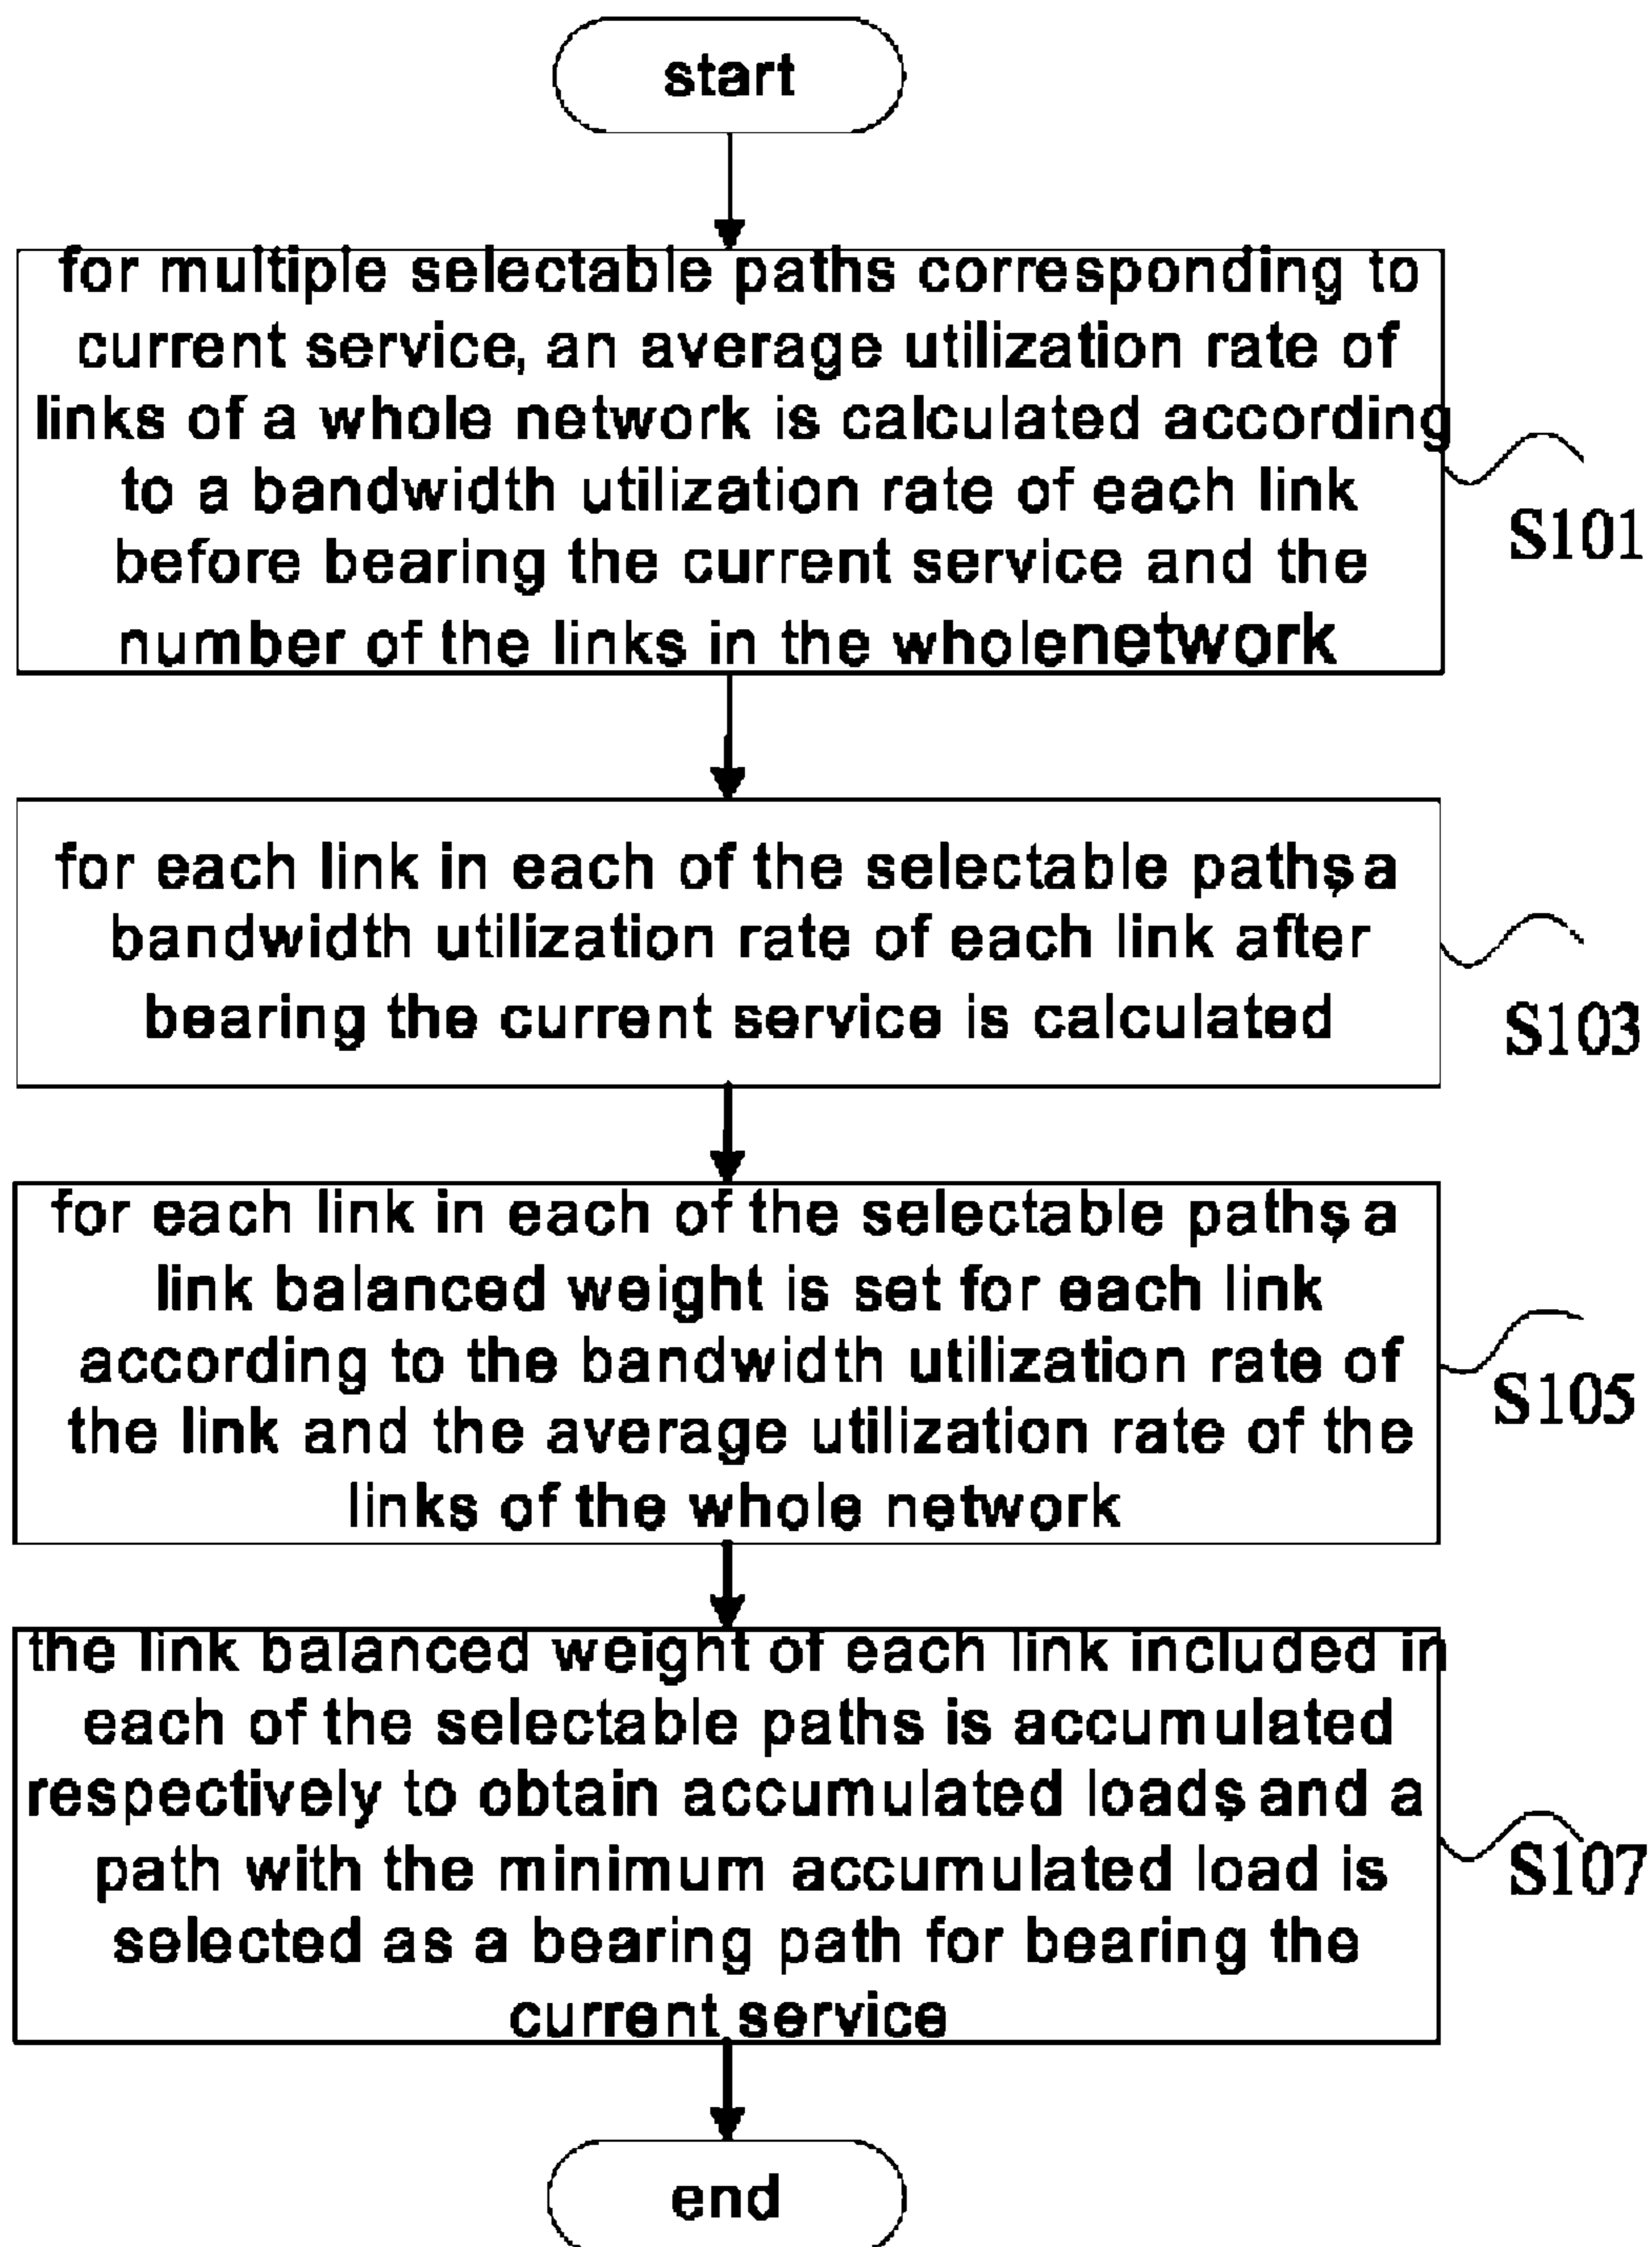 start
for multiple selectable paths corresponding to
current service, an average utilization rate of
links of a whole network is calculated according
to a bandwidth utilization rate of each link
before bearing the current service and the
number of the links in the wholenetwork
S101
for each link in each of the selectable paths, a
bandwidth utilization rate of each link after
bearing the current service is calculated
S103
for each link in each of the selectable paths, a
link balanced weight is set for each link
according to the bandwidth utilization rate of
the link and the average utilization rate of the
links of the whole network
S105
the link balanced weight of each link included in
each of the selectable paths is accumulated
respectively to obtain accumulated loads, and a
path with the minimum accumulated load is
selected as a bearing path for bearing the
current service
S107
end